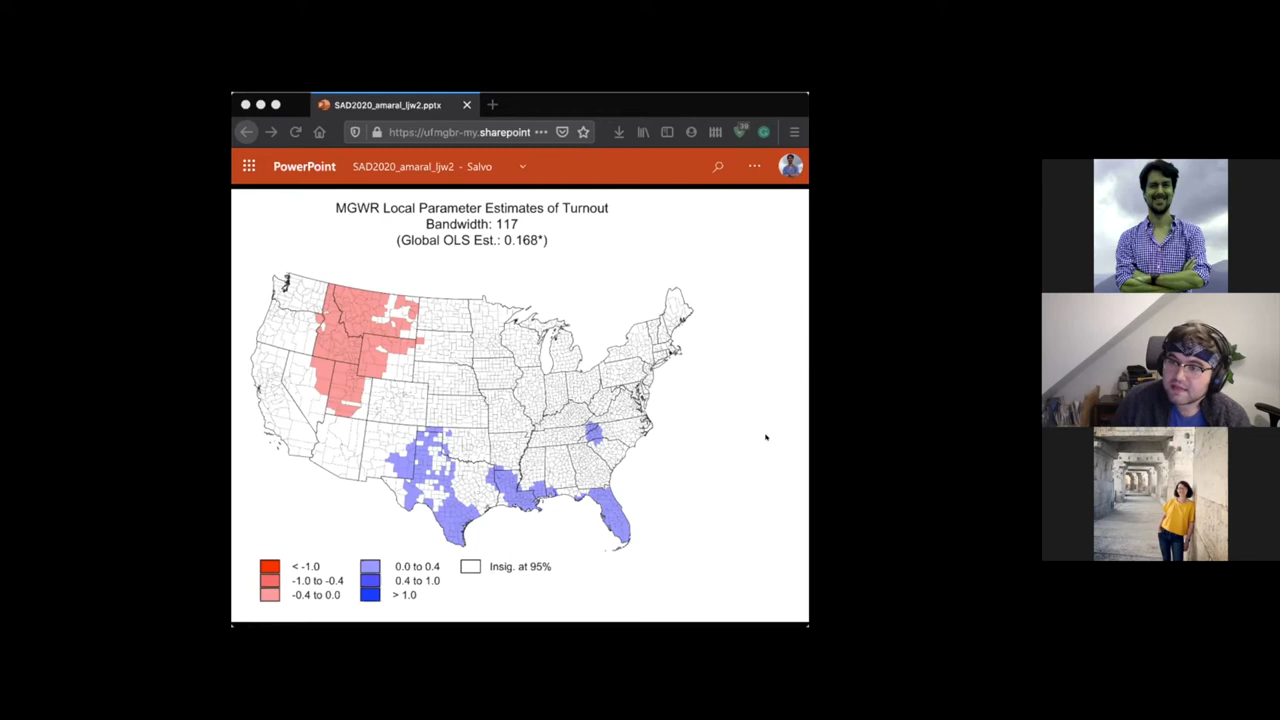 SAD2020_amaral_ljw2.pptx
https://ufmgbr-my.sharepoint
39
PowerPoint
SAD2020_amaral_ljw2 - Salvo
MGWR Local Parameter Estimates of Turnout
Bandwidth: 117
(Global OLS Est.: 0.168*)
< -1.0
0.0 to 0.4
Insig. at 95%
-1.0 to -0.4
0.4 to 1.0
-0.4 to 0.0
> 1.0